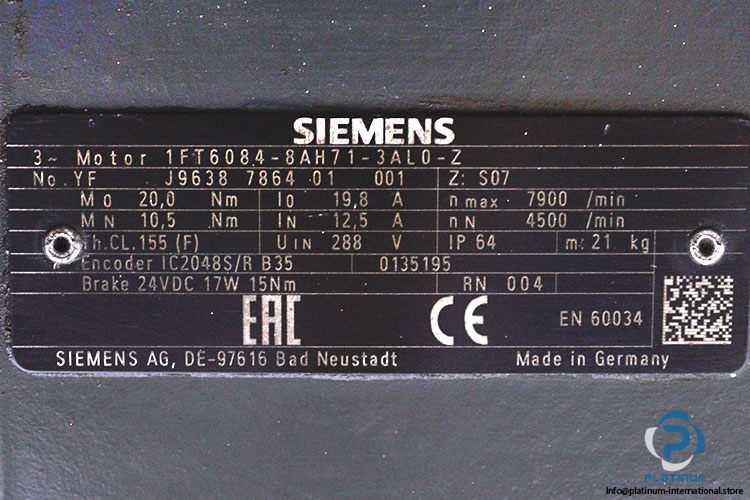 SIEMENS
3~ Motor 1FT6084-8AH71-3AL0-Z
No. YF J9638 7864 01 001 Z: S07
M0 20,0 Nm I0 19,8 A n max 7900 /min
MN 10,5 Nm IN 12,5 A n N 4500 /min
Th.CL.155 (F) UIN 288 V IP 64 m: 21 kg
Encoder IC2048S/R B35 0135195
Brake 24VDC 17W 15Nm RN 004
EAC CE EN 60034
SIEMENS AG, DE-97616 Bad Neustadt Made in Germany
PLATINUM
Info@platinum-international.store